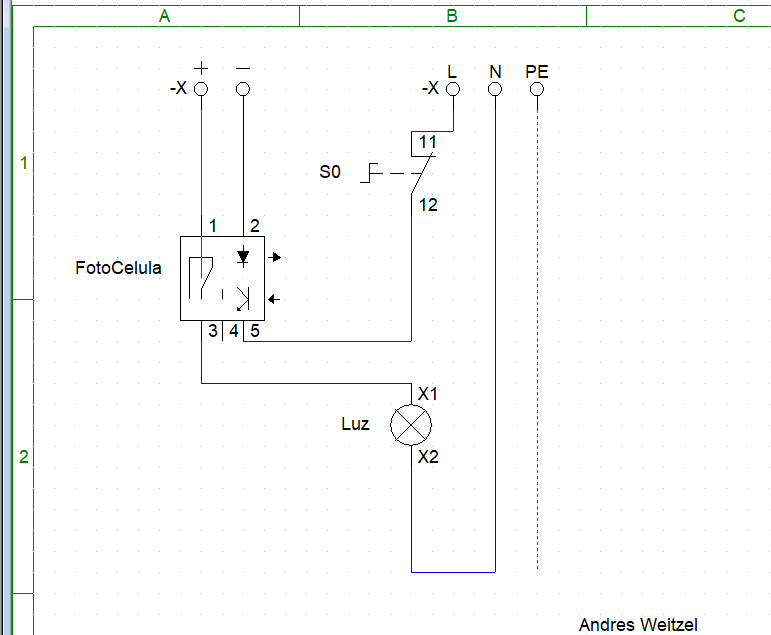 A B C
+ −
-X
L N PE
-X
1
11
S0
12
1 2
FotoCelula
3 4 5
X1
Luz
X2
2
Andres Weitzel